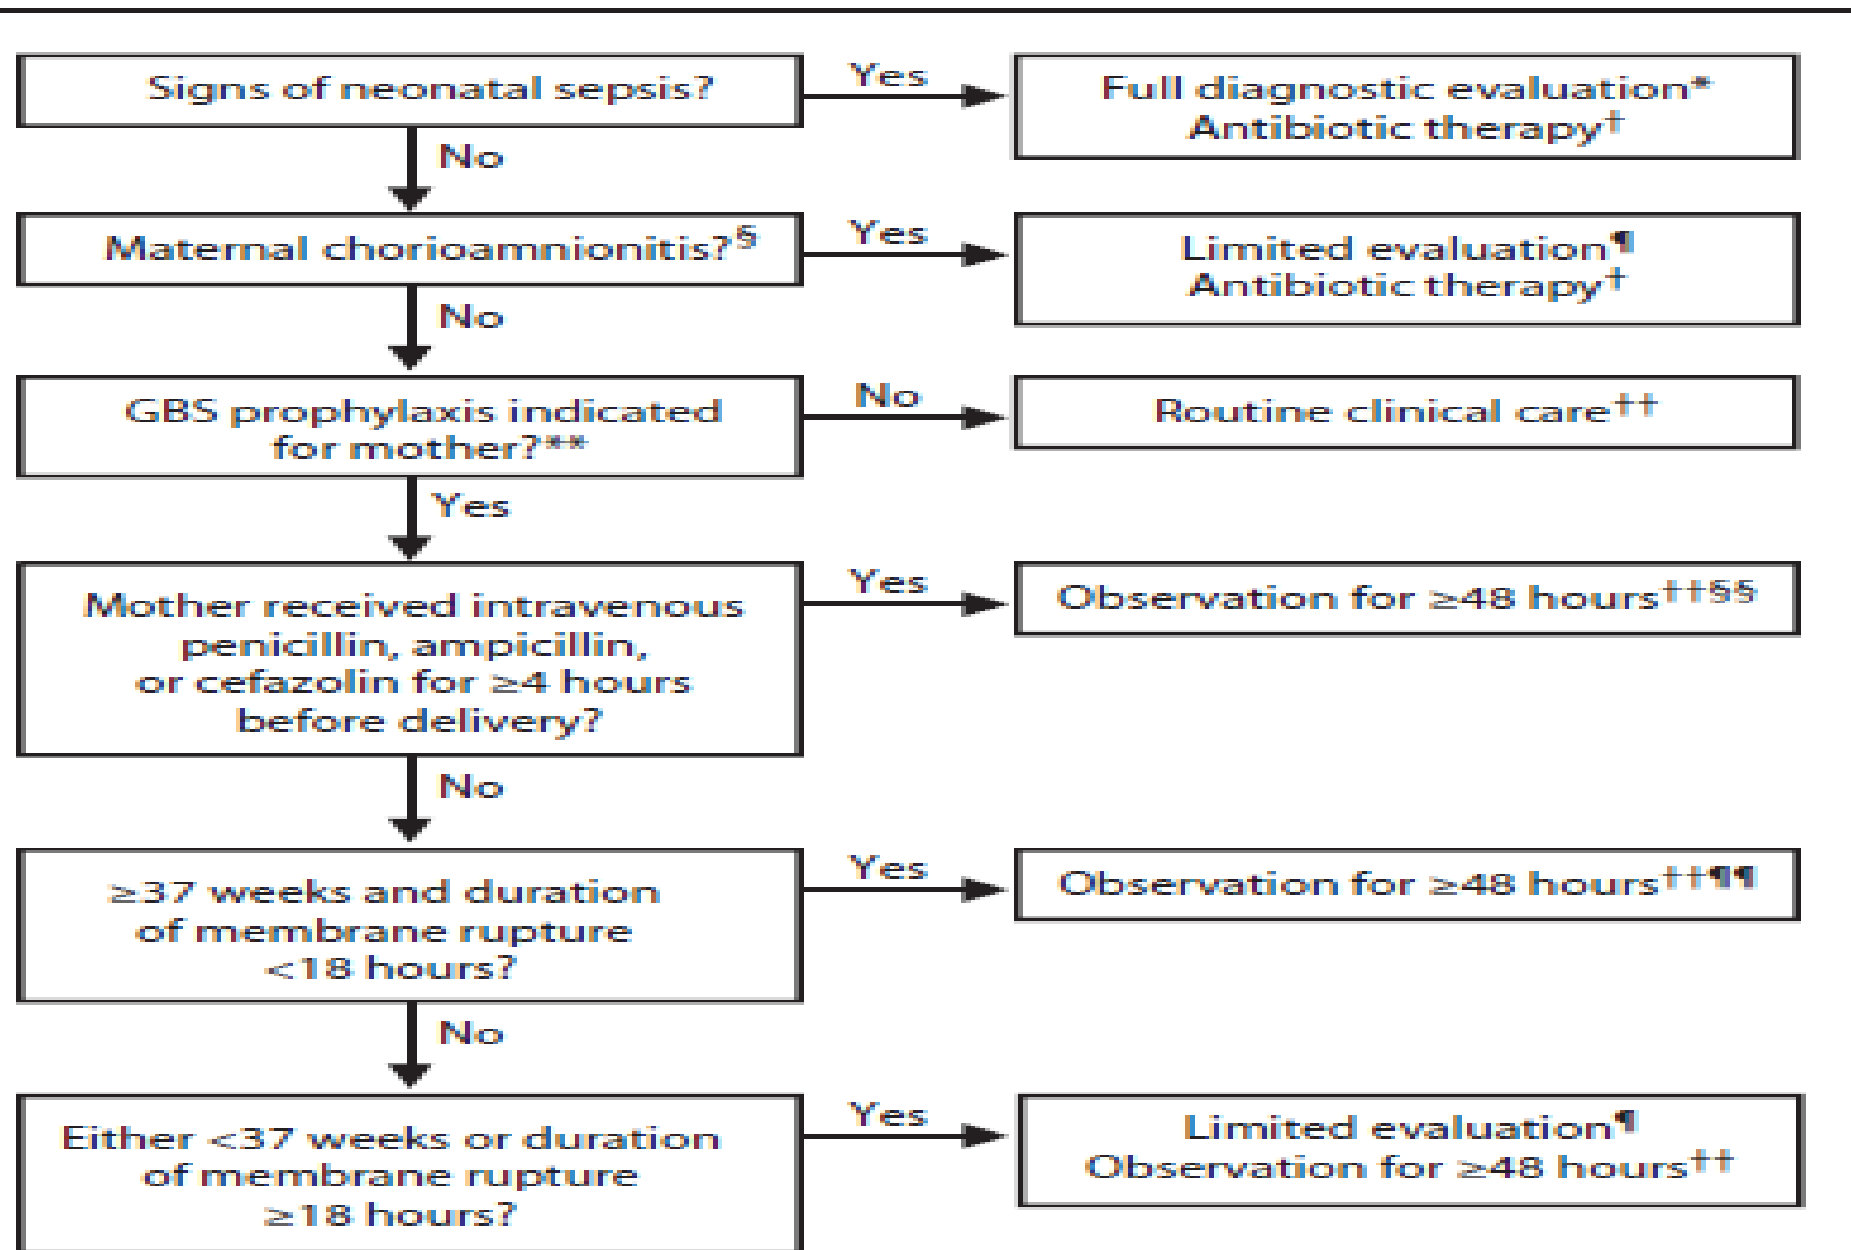 Signs of neonatal sepsis?
Yes
Full diagnostic evaluation*
Antibiotic therapy†
No
Maternal chorioamnionitis?§
Yes
Limited evaluation¶
Antibiotic therapy†
No
GBS prophylaxis indicated
for mother?**
No
Routine clinical care††
Yes
Mother received intravenous
penicillin, ampicillin,
or cefazolin for ≥4 hours
before delivery?
Yes
Observation for ≥48 hours††§§
No
≥37 weeks and duration
of membrane rupture
<18 hours?
Yes
Observation for ≥48 hours††¶¶
No
Either <37 weeks or duration
of membrane rupture
≥18 hours?
Yes
Limited evaluation¶
Observation for ≥48 hours††